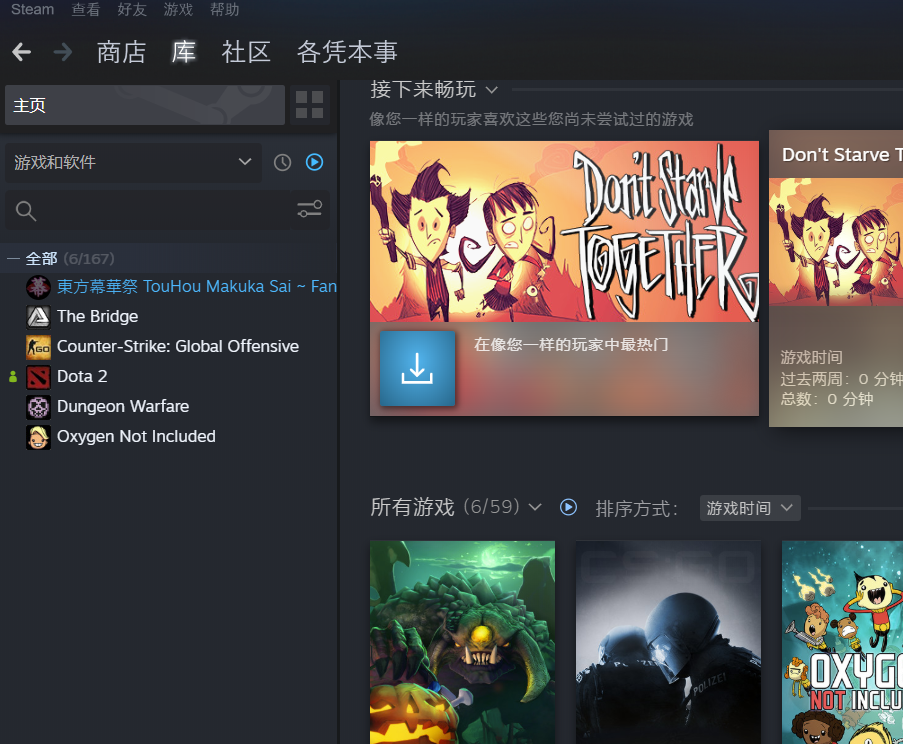 Steam 查看 好友 游戏 帮助
商店 库 社区 各凭本事
主页
游戏和软件
全部 (6/167)
東方幕華祭 TouHou Makuka Sai ~ Fan
The Bridge
Counter-Strike: Global Offensive
Dota 2
Dungeon Warfare
Oxygen Not Included
接下来畅玩
像您一样的玩家喜欢这些您尚未尝试过的游戏
Don't Starve
TOGETHER
在像您一样的玩家中最热门
Don't Starve T
游戏时间
过去两周：0 分钟
总数：0 分钟
所有游戏 (6/59) 排序方式： 游戏时间
CS:GO
POLIZEI
OXYGE
NOT INCLU